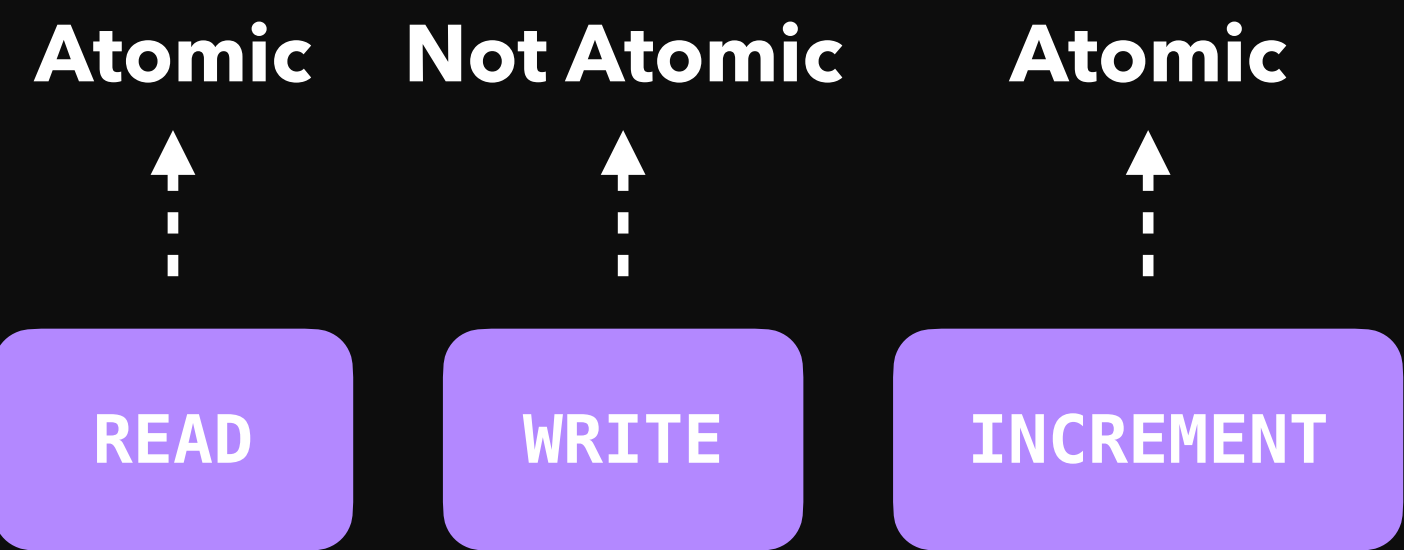 Atomic
Not Atomic
Atomic
READ
WRITE
INCREMENT